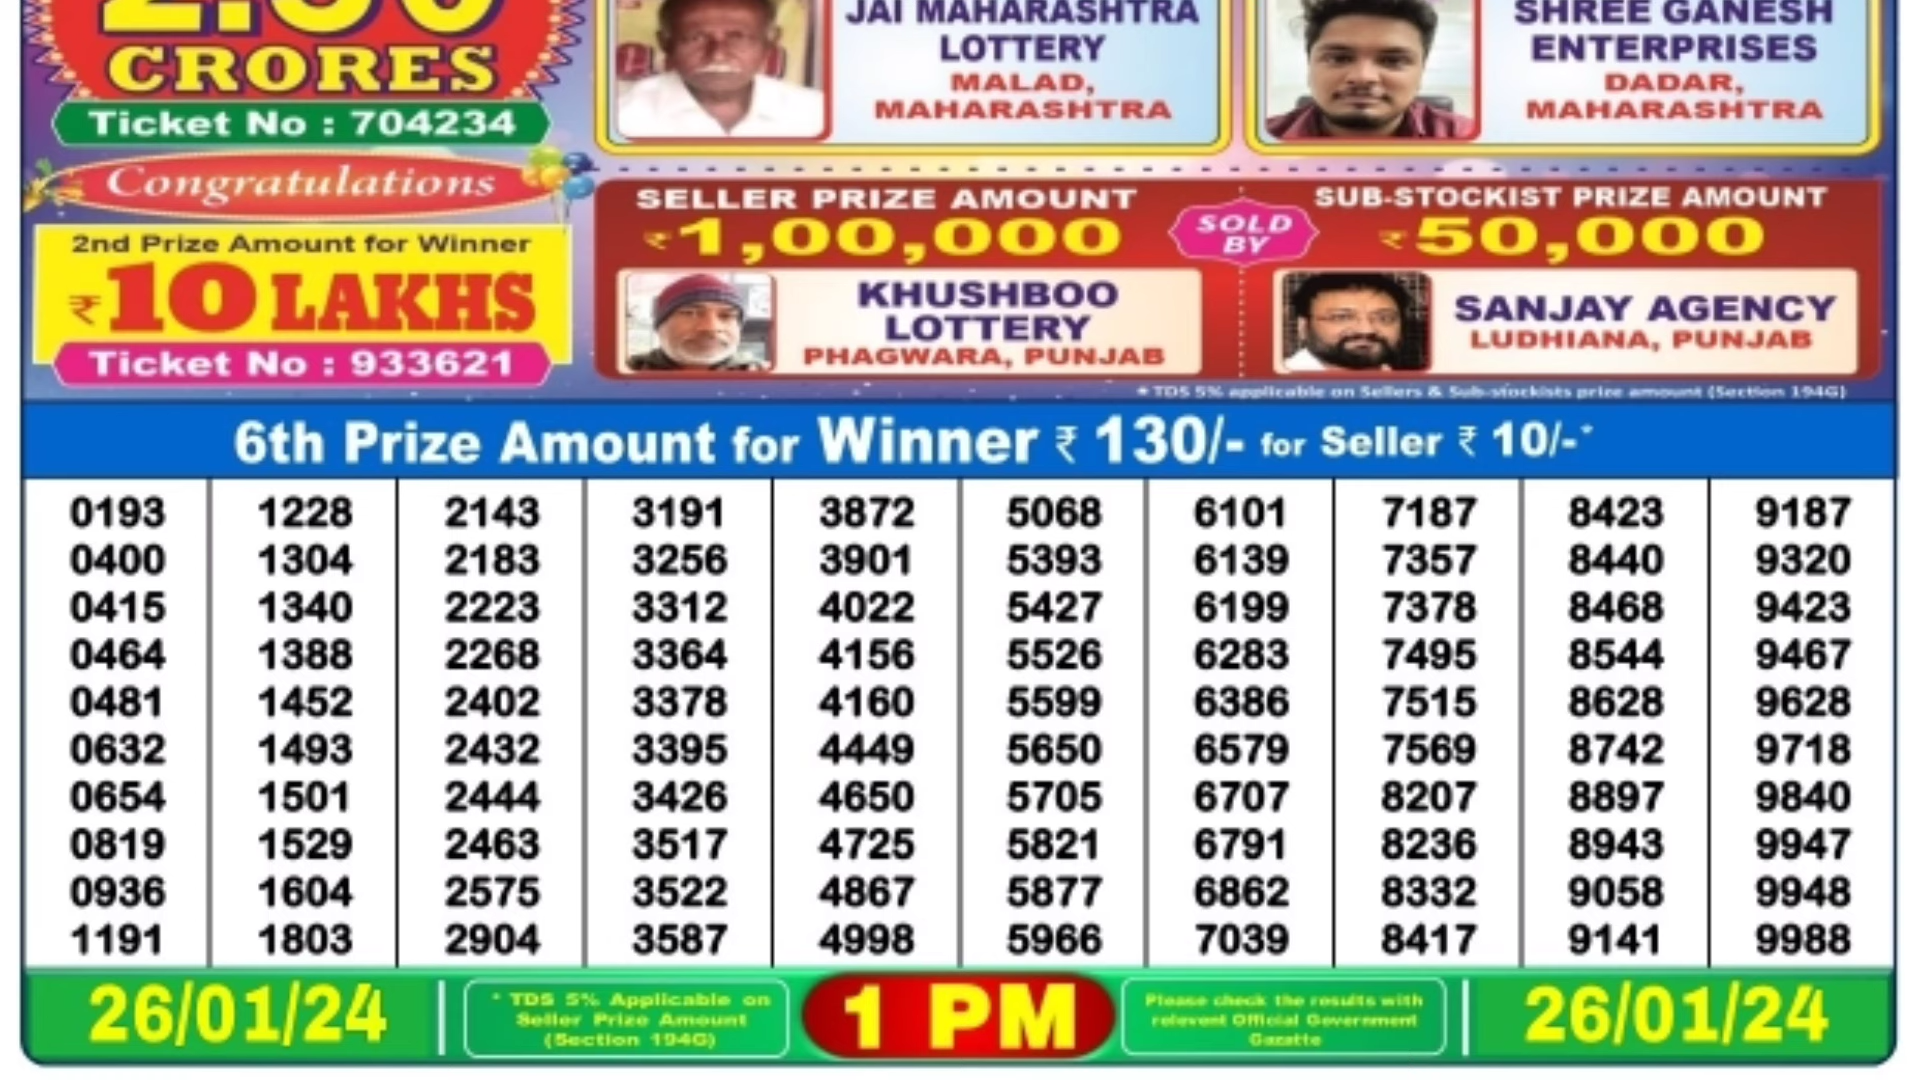 2.50
CRORES
Ticket No : 704234
JAI MAHARASHTRA
LOTTERY
MALAD,
MAHARASHTRA
SHREE GANESH
ENTERPRISES
DADAR,
MAHARASHTRA
Congratulations
2nd Prize Amount for Winner
₹10 LAKHS
Ticket No : 933621
SELLER PRIZE AMOUNT
₹1,00,000
SOLD
BY
SUB-STOCKIST PRIZE AMOUNT
₹50,000
KHUSHBOO
LOTTERY
PHAGWARA, PUNJAB
SANJAY AGENCY
LUDHIANA, PUNJAB
* TDS 5% applicable on Sellers & Sub-stockists prize amount (Section 194G)
6th Prize Amount for Winner ₹ 130/- for Seller ₹ 10/-*
0193 1228 2143 3191 3872 5068 6101 7187 8423 9187
0400 1304 2183 3256 3901 5393 6139 7357 8440 9320
0415 1340 2223 3312 4022 5427 6199 7378 8468 9423
0464 1388 2268 3364 4156 5526 6283 7495 8544 9467
0481 1452 2402 3378 4160 5599 6386 7515 8628 9628
0632 1493 2432 3395 4449 5650 6579 7569 8742 9718
0654 1501 2444 3426 4650 5705 6707 8207 8897 9840
0819 1529 2463 3517 4725 5821 6791 8236 8943 9947
0936 1604 2575 3522 4867 5877 6862 8332 9058 9948
1191 1803 2904 3587 4998 5966 7039 8417 9141 9988
26/01/24
* TDS 5% Applicable on
Seller Prize Amount
(Section 194G)
1 PM
Please check the results with
relevent Official Government
Gazatte
26/01/24